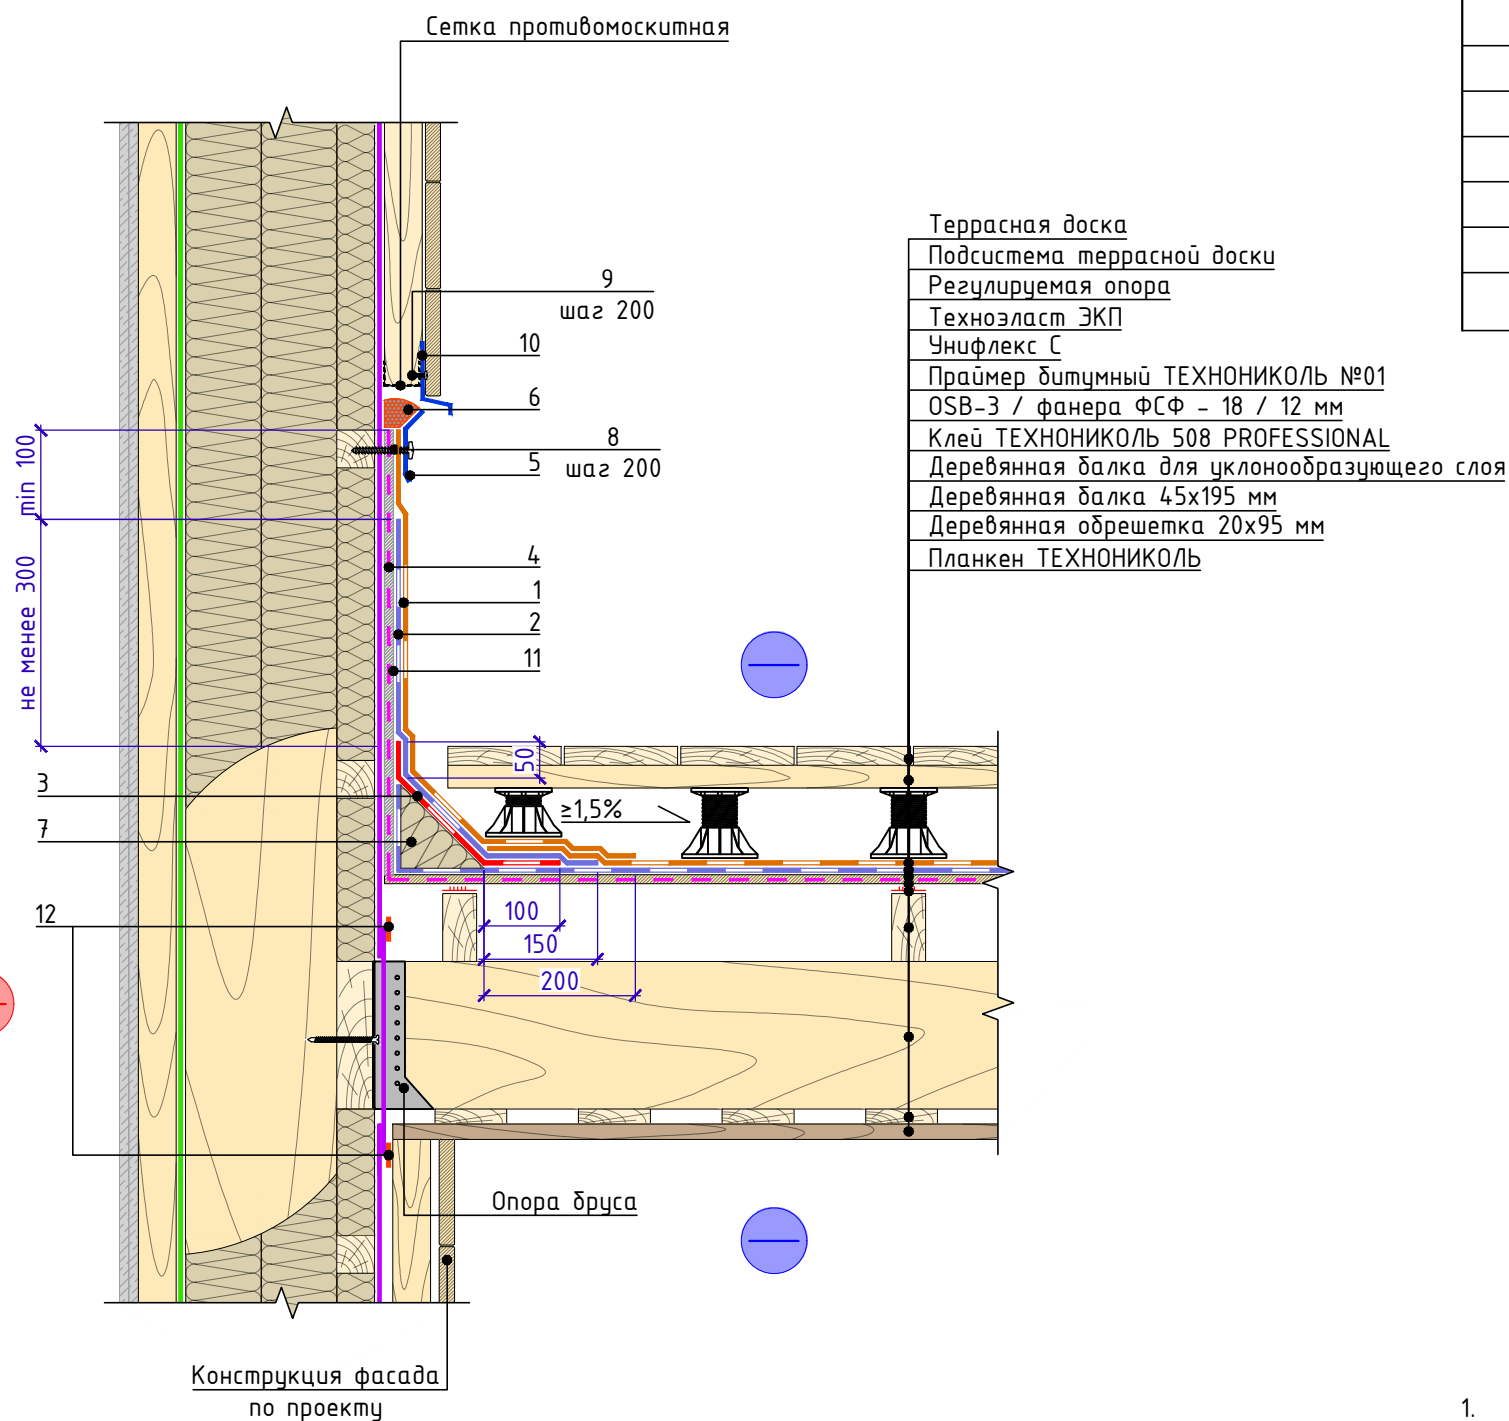 Сетка противомоскитная
9
шаг 200
10
6
8
шаг 200
5
4
1
2
11
min 100
не менее 300
3
7
12
Террасная доска
Подсистема террасной доски
Регулируемая опора
Техноэласт ЭКП
Унифлекс С
Праймер битумный ТЕХНОНИКОЛЬ №01
OSB-3 / фанера ФСФ - 18 / 12 мм
Клей ТЕХНОНИКОЛЬ 508 PROFESSIONAL
Деревянная балка для уклонообразующего слоя
Деревянная балка 45х195 мм
Деревянная обрешетка 20х95 мм
Планкен ТЕХНОНИКОЛЬ
50
≥1,5%
100
150
200
Опора бруса
Конструкция фасада
по проекту
1.